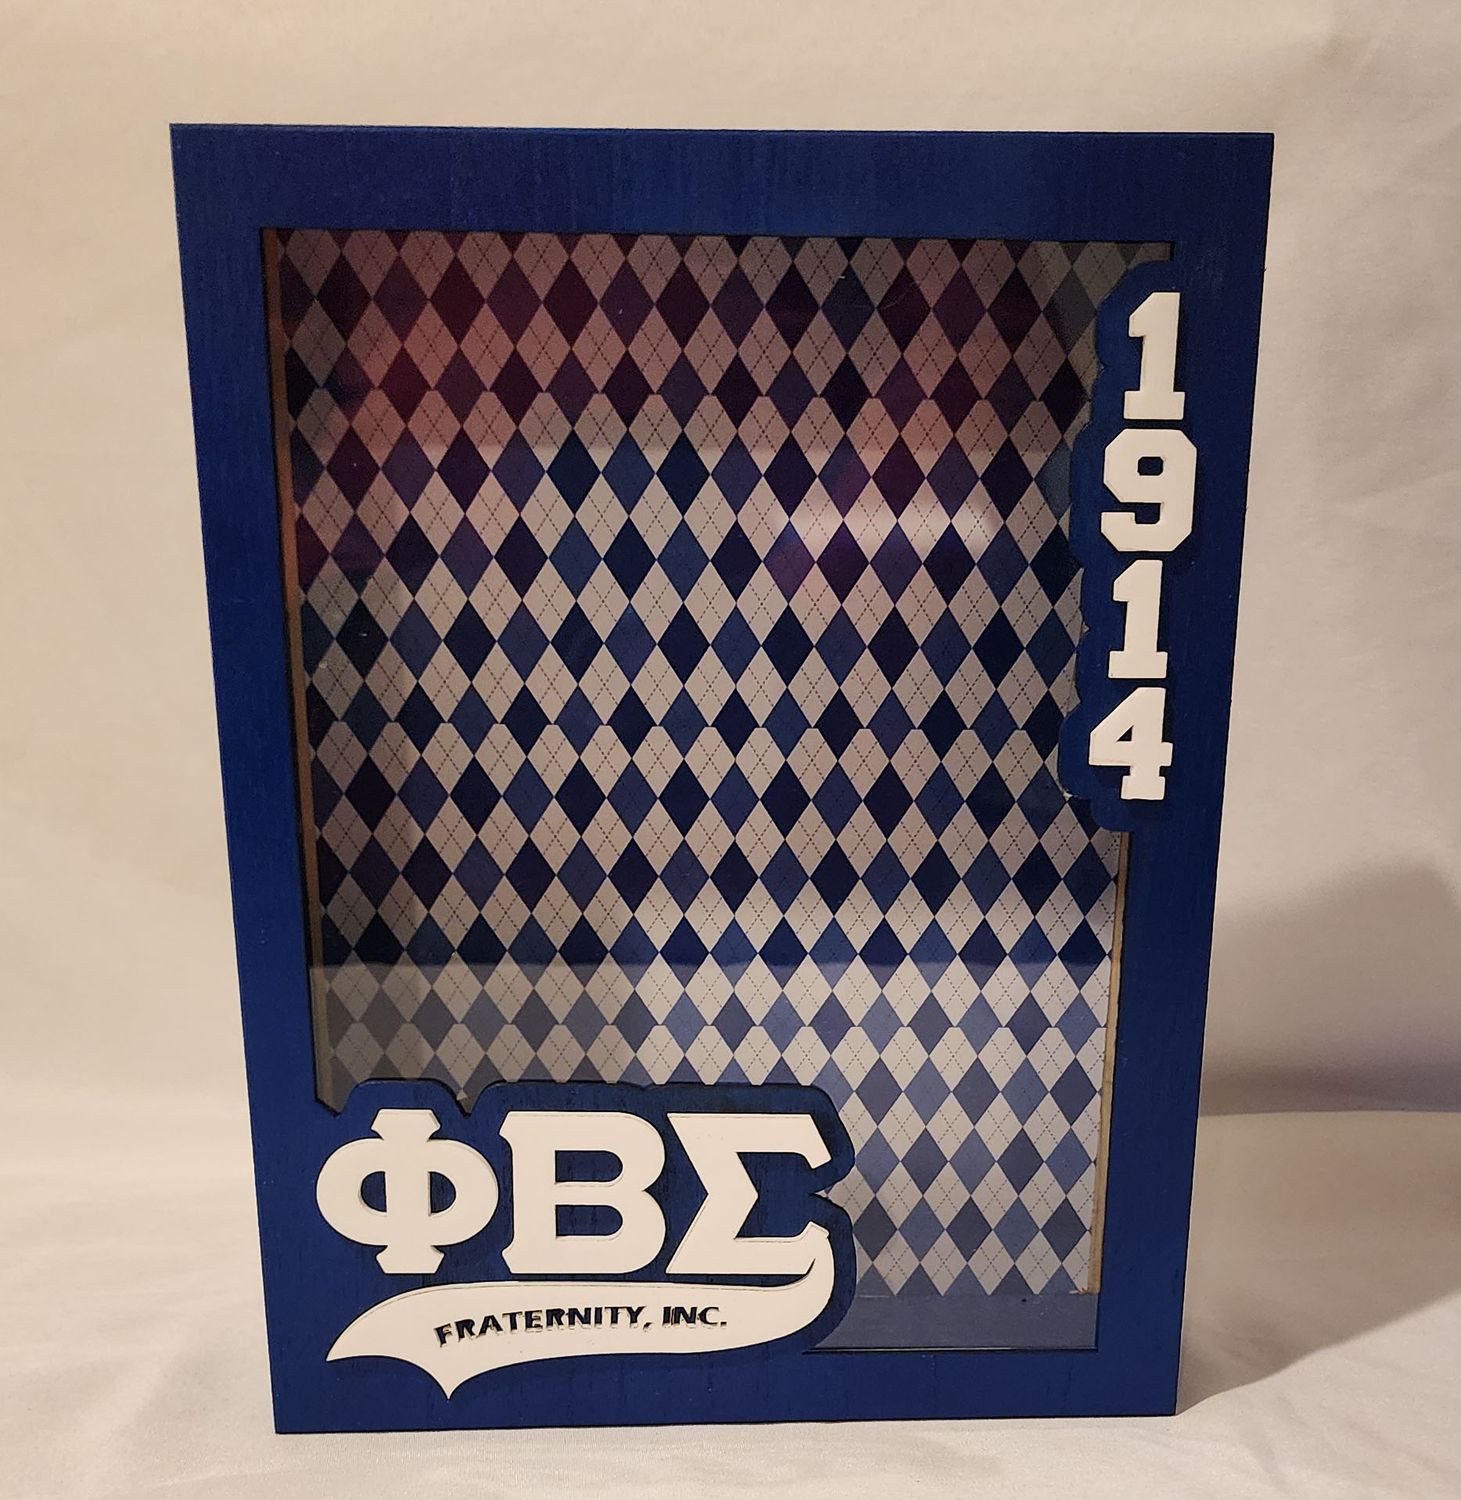 1914
ΦΒΣ
FRATERNITY, INC.